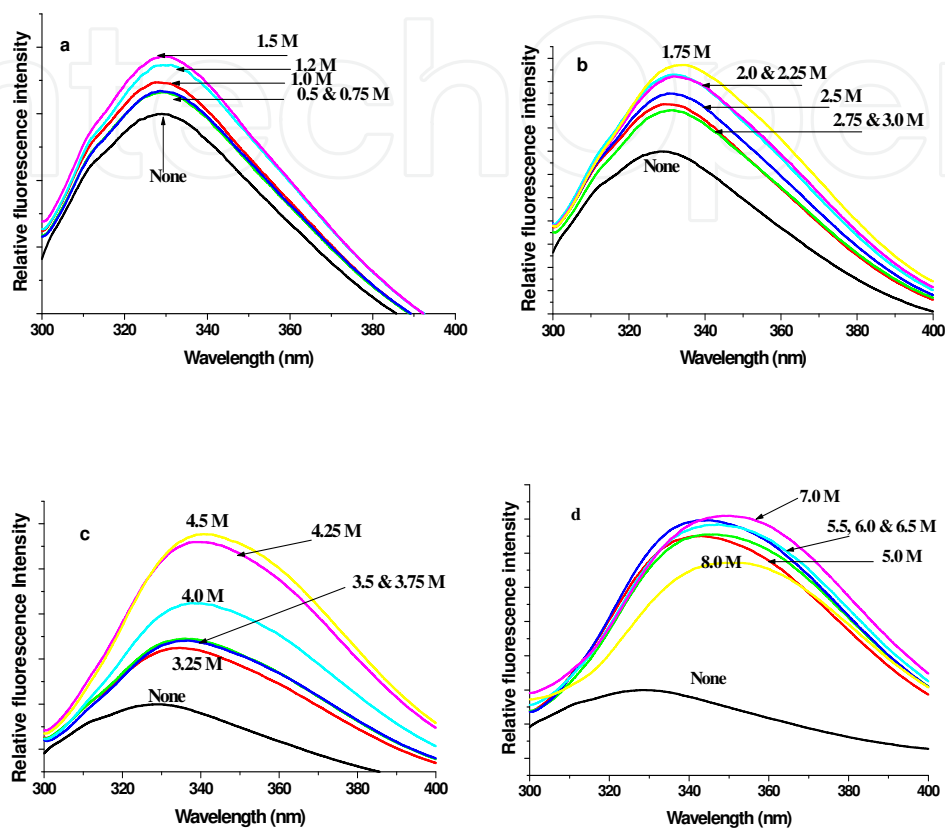 a
1.5 M
1.2 M
1.0 M
0.5 & 0.75 M
None
Relative fluorescence intensity
300 320 340 360 380 400
Wavelength (nm)
b
1.75 M
2.0 & 2.25M
2.5 M
2.75 & 3.0 M
None
Relative fluorescence intensity
300 320 340 360 380 400
Wavelength (nm)
c
4.5 M
4.25 M
3.5 & 3.75 M
4.0 M
3.25 M
None
Relative fluorescence Intensity
300 320 340 360 380 400
Wavelength (nm)
d
7.0 M
5.5, 6.0 & 6.5 M
5.0 M
8.0 M
None
Relative fluorescence intensity
300 320 340 360 380 400
Wavelength (nm)